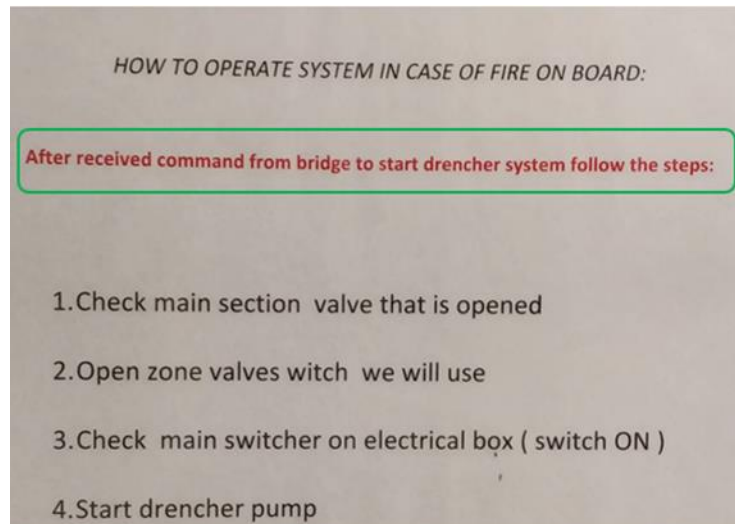 HOW TO OPERATE SYSTEM IN CASE OF FIRE ON BOARD:
After received command from bridge to start drencher system follow the steps:
1.Check main section valve that is opened
2.Open zone valves witch we will use
3.Check main switcher on electrical box ( switch ON )
4.Start drencher pump